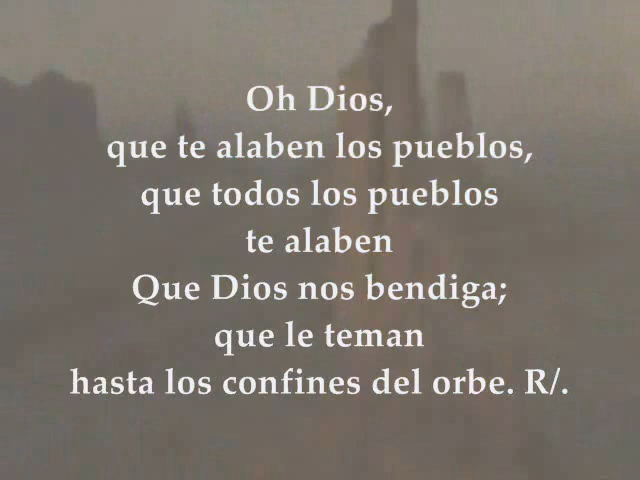 Oh Dios,
que te alaben los pueblos,
que todos los pueblos
te alaben
Que Dios nos bendiga;
que le teman
hasta los confines del orbe. R/.